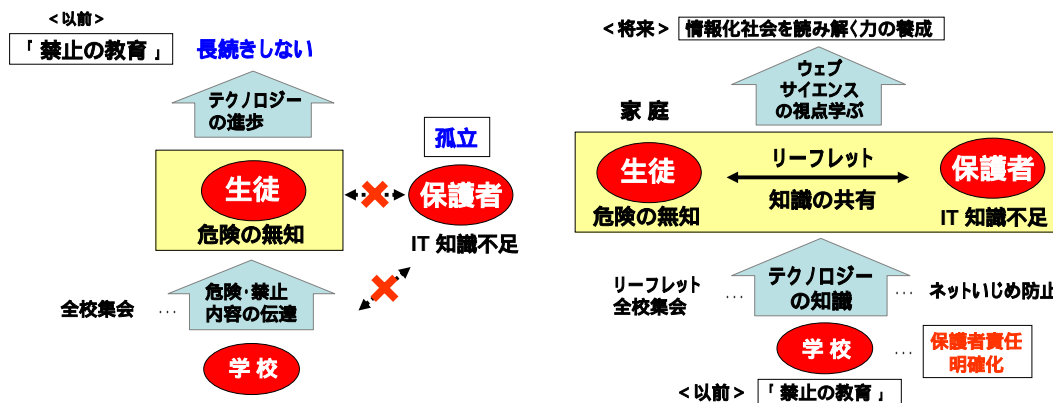 <以前>
「 禁止の教育 」
長続きしない
テクノロジー
の進歩
孤立
生徒
保護者
危険の無知
IT 知識不足
全校集会
…
危険・禁止
内容の伝達
学 校
<将来>
情報化社会を読み解く力の養成
ウェブ
サイエンス
の視点学ぶ
家 庭
生徒
リーフレット
保護者
知識の共有
危険の無知
IT 知識不足
リーフレット
全校集会
…
テクノロジー
の知識
…
ネットいじめ防止
学 校
…
保護者責任
明確化
<以前>
「 禁止の教育 」